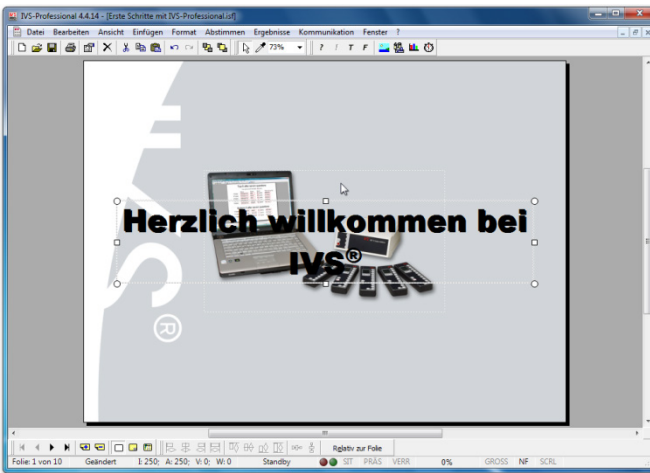 IVS-Professional 4.4.14 - [Erste Schritte mit IVS-Professional.isf]
Datei Bearbeiten Ansicht Einfügen Format Abstimmen Ergebnisse Kommunikation Fenster ?
73% ? ! T F
IVS®
Herzlich willkommen bei
IVS®
Relativ zur Folie
Folie: 1 von 10 Geändert I: 250; A: 250; V: 0; W: 0 Standby SIT PRÄS VERR 0% GROSS NF SCRL